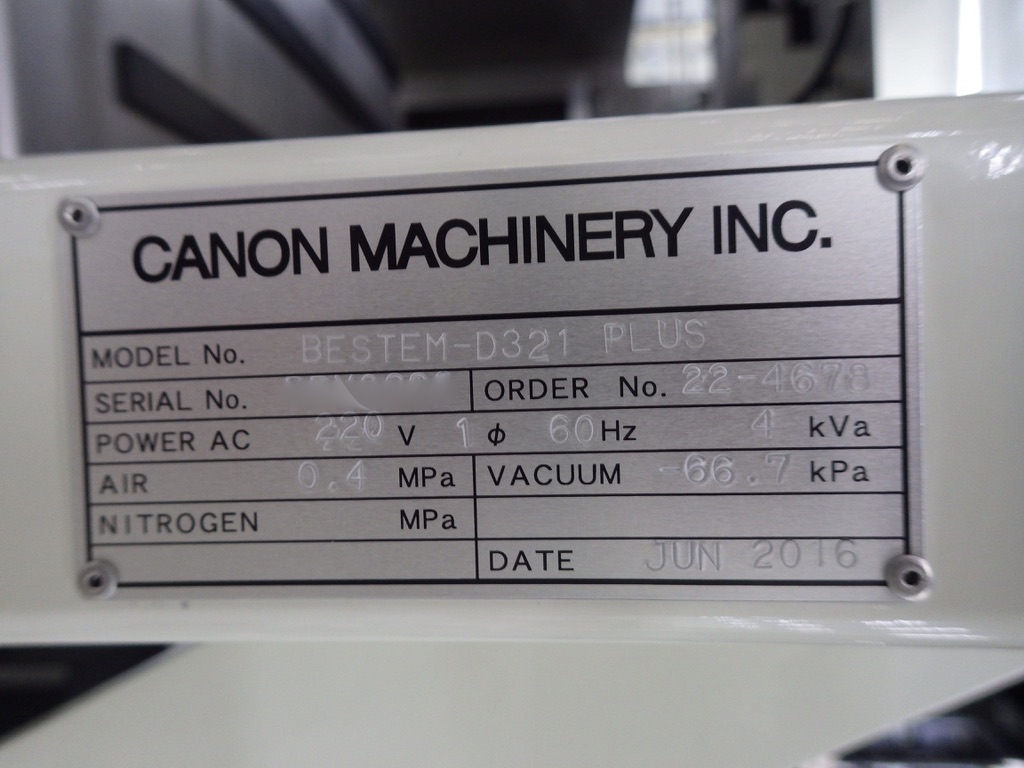 CANON MACHINERY INC.
MODEL No. BESTEM-D321 PLUS
SERIAL No. ORDER No. 22-4678
POWER AC 220 V 1 φ 60 Hz 4 kVa
AIR 0.4 MPa VACUUM -66.7 kPa
NITROGEN MPa
DATE JUN 2016